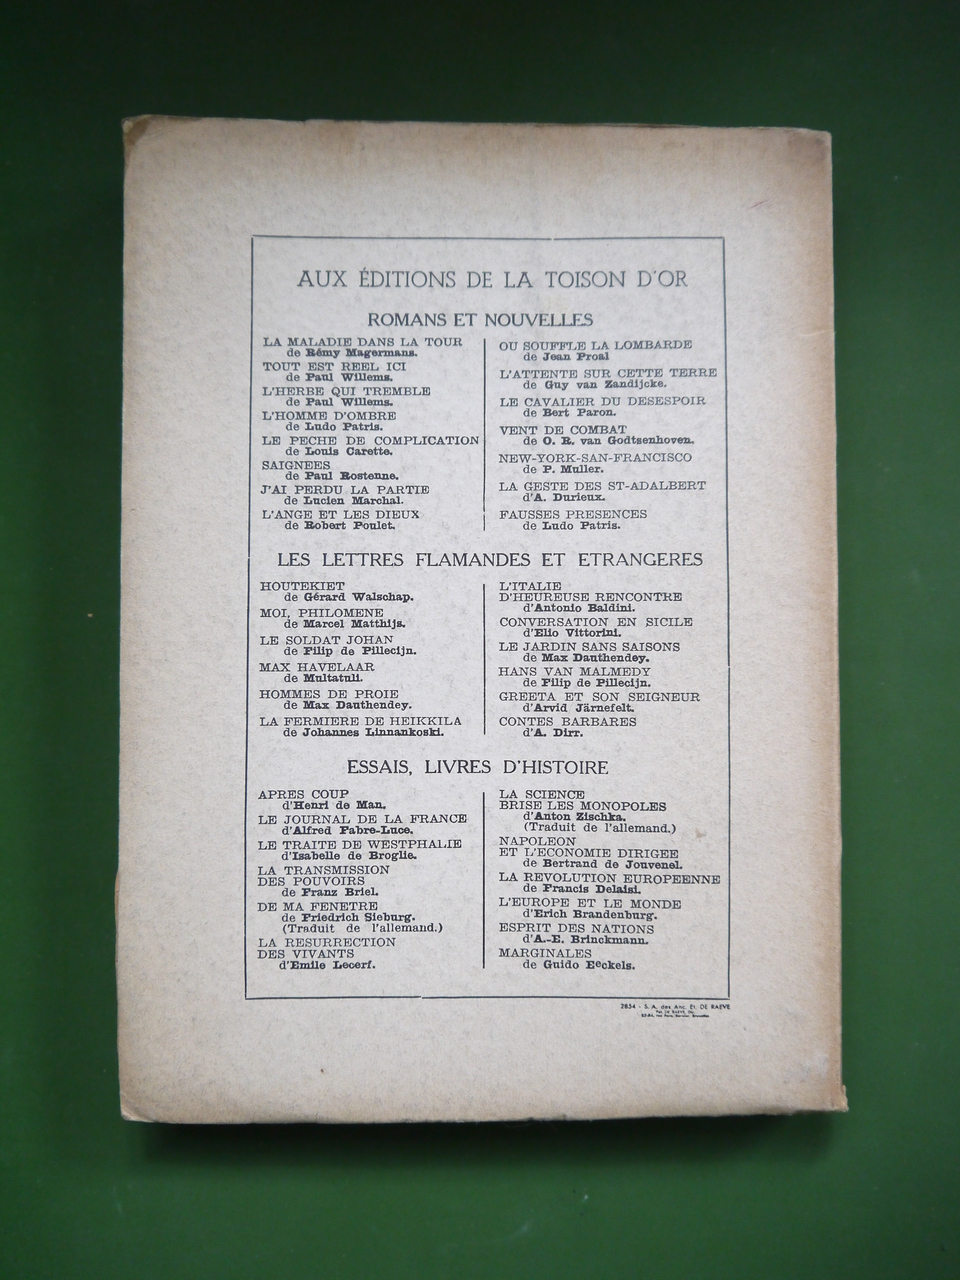 AUX ÉDITIONS DE LA TOISON D'OR
ROMANS ET NOUVELLES
LA MALADIE DANS LA TOUR
de Rémy Magermans.
TOUT EST REEL ICI
de Paul Willems.
L'HERBE QUI TREMBLE
de Paul Willems.
L'HOMME D'OMBRE
de Ludo Patris.
LE PECHE DE COMPLICATION
de Louis Carette.
SAIGNEES
de Paul Rostenne.
J'AI PERDU LA PARTIE
de Lucien Marchal.
L'ANGE ET LES DIEUX
de Robert Poulet.
OU SOUFFLE LA LOMBARDE
de Jean Proal
L'ATTENTE SUR CETTE TERRE
de Guy van Zandijcke.
LE CAVALIER DU DESESPOIR
de Bert Paron.
VENT DE COMBAT
de O. R. van Godtsenhoven.
NEW-YORK-SAN-FRANCISCO
de P. Muller.
LA GESTE DES ST-ADALBERT
d'A. Durieux.
FAUSSES PRESENCES
de Ludo Patris.
LES LETTRES FLAMANDES ET ETRANGERES
HOUTEKIET
de Gérard Walschap.
MOI, PHILOMENE
de Marcel Matthijs.
LE SOLDAT JOHAN
de Filip de Pillecijn.
MAX HAVELAAR
de Multatuli.
HOMMES DE PROIE
de Max Dauthendey.
LA FERMIERE DE HEIKKILA
de Johannes Linnankoski.
L'ITALIE
D'HEUREUSE RENCONTRE
d'Antonio Baldini.
CONVERSATION EN SICILE
d'Elio Vittorini.
LE JARDIN SANS SAISONS
de Max Dauthendey.
HANS VAN MALMEDY
de Filip de Pillecijn.
GREETA ET SON SEIGNEUR
d'Arvid Järnefelt.
CONTES BARBARES
d'A. Dirr.
ESSAIS, LIVRES D'HISTOIRE
APRES COUP
d'Henri de Man.
LE JOURNAL DE LA FRANCE
d'Alfred Fabre-Luce.
LE TRAITE DE WESTPHALIE
d'Isabelle de Broglie.
LA TRANSMISSION
DES POUVOIRS
de Franz Briel.
DE MA FENETRE
de Friedrich Sieburg.
(Traduit de l'allemand.)
LA RESURRECTION
DES VIVANTS
d'Emile Lecerf.
LA SCIENCE
BRISE LES MONOPOLES
d'Anton Zischka.
(Traduit de l'allemand.)
NAPOLEON
ET L'ECONOMIE DIRIGEE
de Bertrand de Jouvenel.
LA REVOLUTION EUROPEENNE
de Francis Delaisi.
L'EUROPE ET LE MONDE
d'Erich Brandenburg.
ESPRIT DES NATIONS
d'A.-E. Brinckmann.
MARGINALES
de Guido Eeckels.
2834 - S. A. des Anc. Et. DE RAEVE